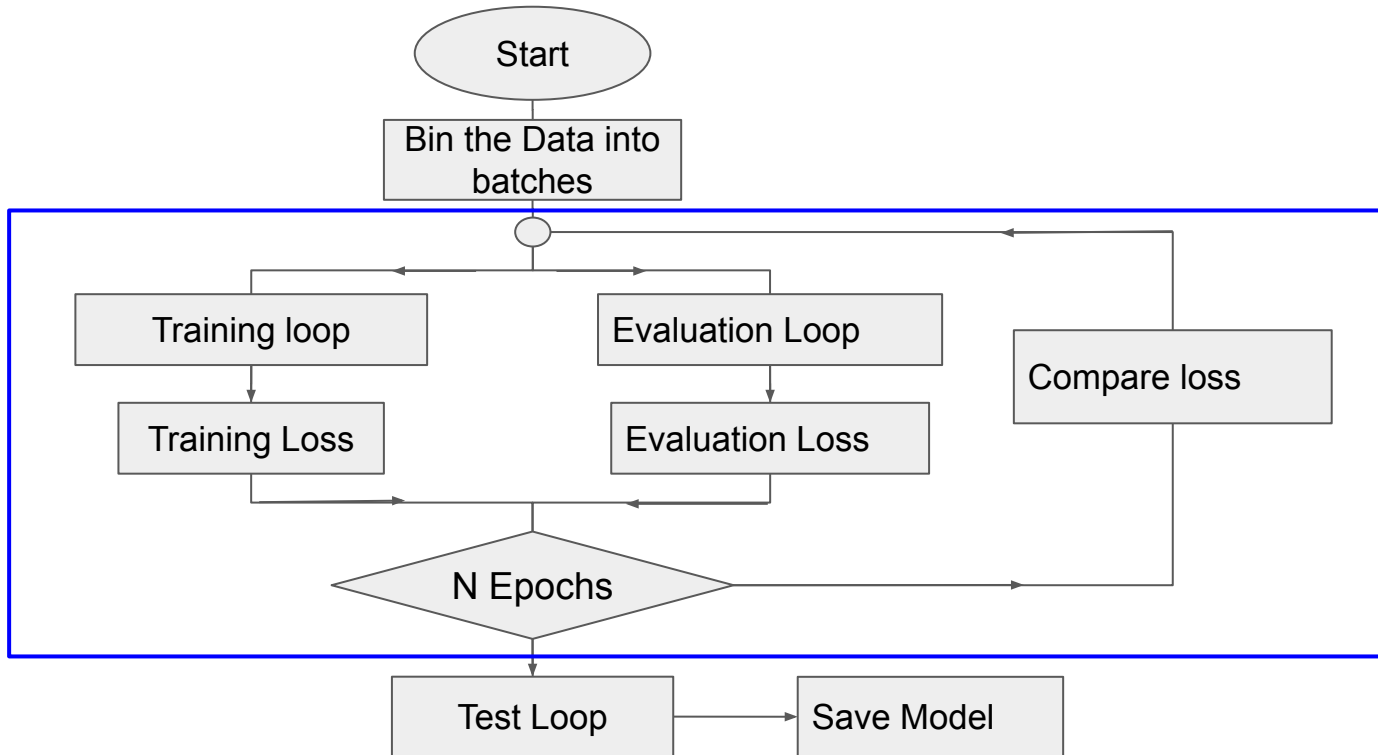 Start
Bin the Data into
batches
Training loop
Evaluation Loop
Compare loss
Training Loss
Evaluation Loss
N Epochs
Test Loop
Save Model